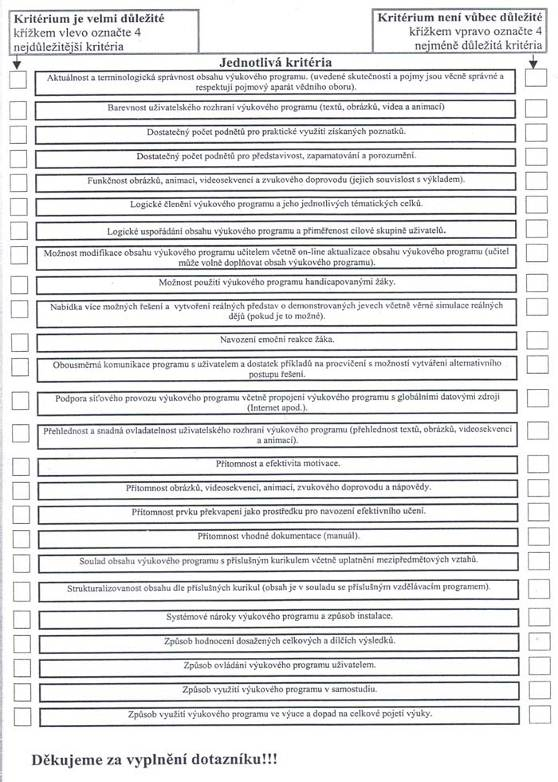 Kritérium je velmi důležité
křížkem vlevo označte 4
nejdůležitější kritéria
Kritérium není vůbec důležité
křížkem vpravo označte 4
nejméně důležitá kritéria
Jednotlivá kritéria
Aktuálnost a terminologická správnost obsahu výukového programu. (uvedené skutečnosti a pojmy jsou věcně správné a
respektují pojmový aparát vědního oboru).
Barevnost uživatelského rozhraní výukového programu (textů, obrázků, videa a animací)
Dostatečný počet podnětů pro praktické využití získaných poznatků.
Dostatečný počet podnětů pro představivost, zapamatování a porozumění.
Funkčnost obrázků, animací, videosekvencí a zvukového doprovodu (jejich souvislost s výkladem).
Logické členění výukového programu a jeho jednotlivých tématických celků.
Logické uspořádání obsahu výukového programu a přiměřenost cílové skupině uživatelů.
Možnost modifikace obsahu výukového programu učitelem včetně on-line aktualizace obsahu výukového programu (učitel
může volně doplňovat obsah výukového programu).
Možnost použití výukového programu handicapovanými žáky.
Nabídka více možných řešení a vytvoření reálných představ o demonstrovaných jevech včetně věrné simulace reálných
dějů (pokud je to možné).
Navození emoční reakce žáka.
Obousměrná komunikace programu s uživatelem a dostatek příkladů na procvičení s možností vytváření alternativního
postupu řešení.
Podpora síťového provozu výukového programu včetně propojení výukového programu s globálními datovými zdroji
(Internet apod.).
Přehlednost a snadná ovladatelnost uživatelského rozhraní výukového programu (přehlednost textů, obrázků, videosekvencí
a animací).
Přítomnost a efektivita motivace.
Přítomnost obrázků, videosekvencí, animací, zvukového doprovodu a nápovědy.
Přítomnost prvku překvapení jako prostředku pro navození efektivního učení.
Přítomnost vhodné dokumentace (manuál).
Soulad obsahu výukového programu s příslušným kurikulem včetně uplatnění mezipředmětových vztahů.
Strukturalizovanost obsahu dle příslušných kurikul (obsah je v souladu se příslušným vzdělávacím programem).
Systémové nároky výukového programu a způsob instalace.
Způsob hodnocení dosažených celkových a dílčích výsledků.
Způsob ovládání výukového programu uživatelem.
Způsob využití výukového programu v samostudiu.
Způsob využití výukového programu ve výuce a dopad na celkové pojetí výuky.
Děkujeme za vyplnění dotazníku!!!